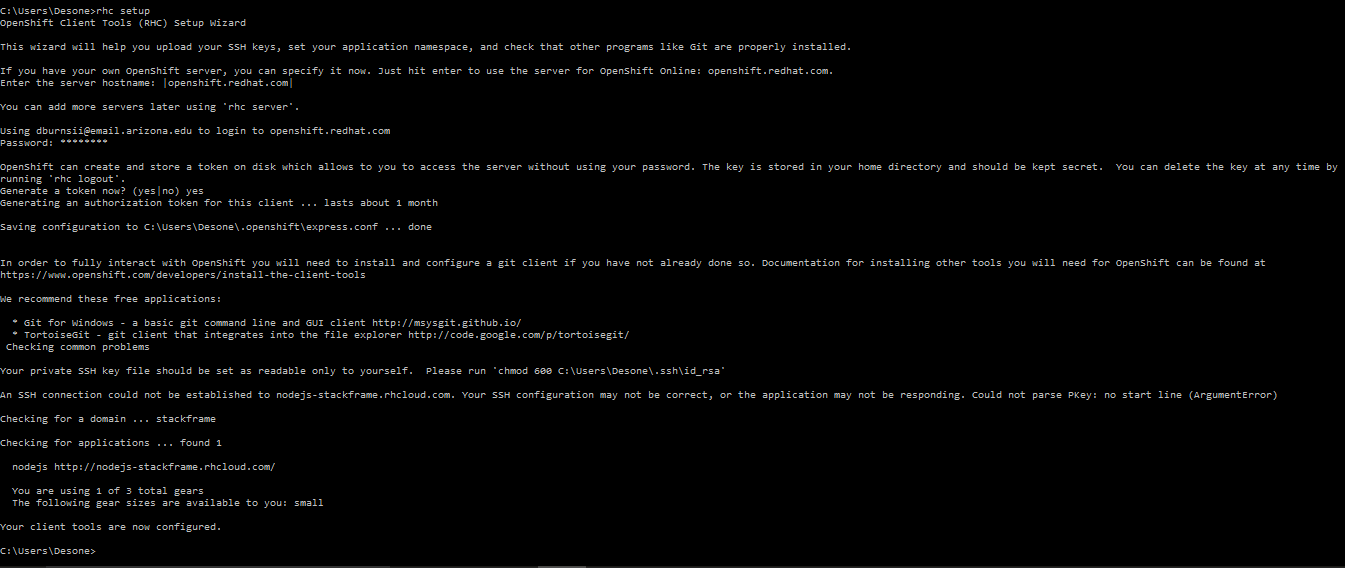 C:\Users\Desone>rhc setup
OpenShift Client Tools (RHC) Setup Wizard
This wizard will help you upload your SSH keys, set your application namespace, and check that other programs like Git are properly installed.
If you have your own OpenShift server, you can specify it now. Just hit enter to use the server for OpenShift Online: openshift.redhat.com.
Enter the server hostname: |openshift.redhat.com|
You can add more servers later using 'rhc server'.
Using dburnsii@email.arizona.edu to login to openshift.redhat.com
Password: ********
OpenShift can create and store a token on disk which allows to you to access the server without using your password. The key is stored in your home directory and should be kept secret.  You can delete the key at any time by
running 'rhc logout'.
Generate a token now? (yes|no) yes
Generating an authorization token for this client ... lasts about 1 month
Saving configuration to C:\Users\Desone\.openshift\express.conf ... done
In order to fully interact with OpenShift you will need to install and configure a git client if you have not already done so. Documentation for installing other tools you will need for OpenShift can be found at
https://www.openshift.com/developers/install-the-client-tools
We recommend these free applications:
* Git for Windows - a basic git command line and GUI client http://msysgit.github.io/
* TortoiseGit - git client that integrates into the file explorer http://code.google.com/p/tortoisegit/
Checking common problems
Your private SSH key file should be set as readable only to yourself.  Please run 'chmod 600 C:\Users\Desone\.ssh\id_rsa'
An SSH connection could not be established to nodejs-stackframe.rhcloud.com. Your SSH configuration may not be correct, or the application may not be responding. Could not parse PKey: no start line (ArgumentError)
Checking for a domain ... stackframe
Checking for applications ... found 1
nodejs http://nodejs-stackframe.rhcloud.com/
You are using 1 of 3 total gears
The following gear sizes are available to you: small
Your client tools are now configured.
C:\Users\Desone>